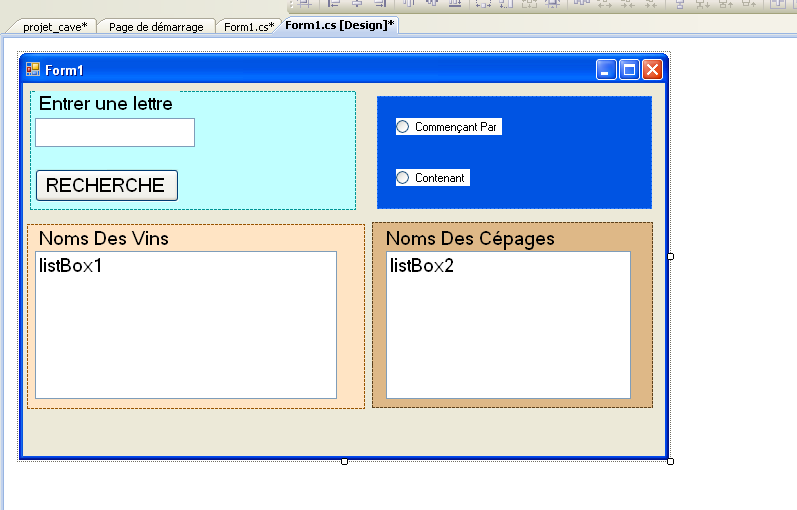 projet_cave* Page de démarrage Form1.cs* Form1.cs [Design]*
Form1
Entrer une lettre
Commençant Par
RECHERCHE
Contenant
Noms Des Vins
Noms Des Cépages
listBox1
listBox2